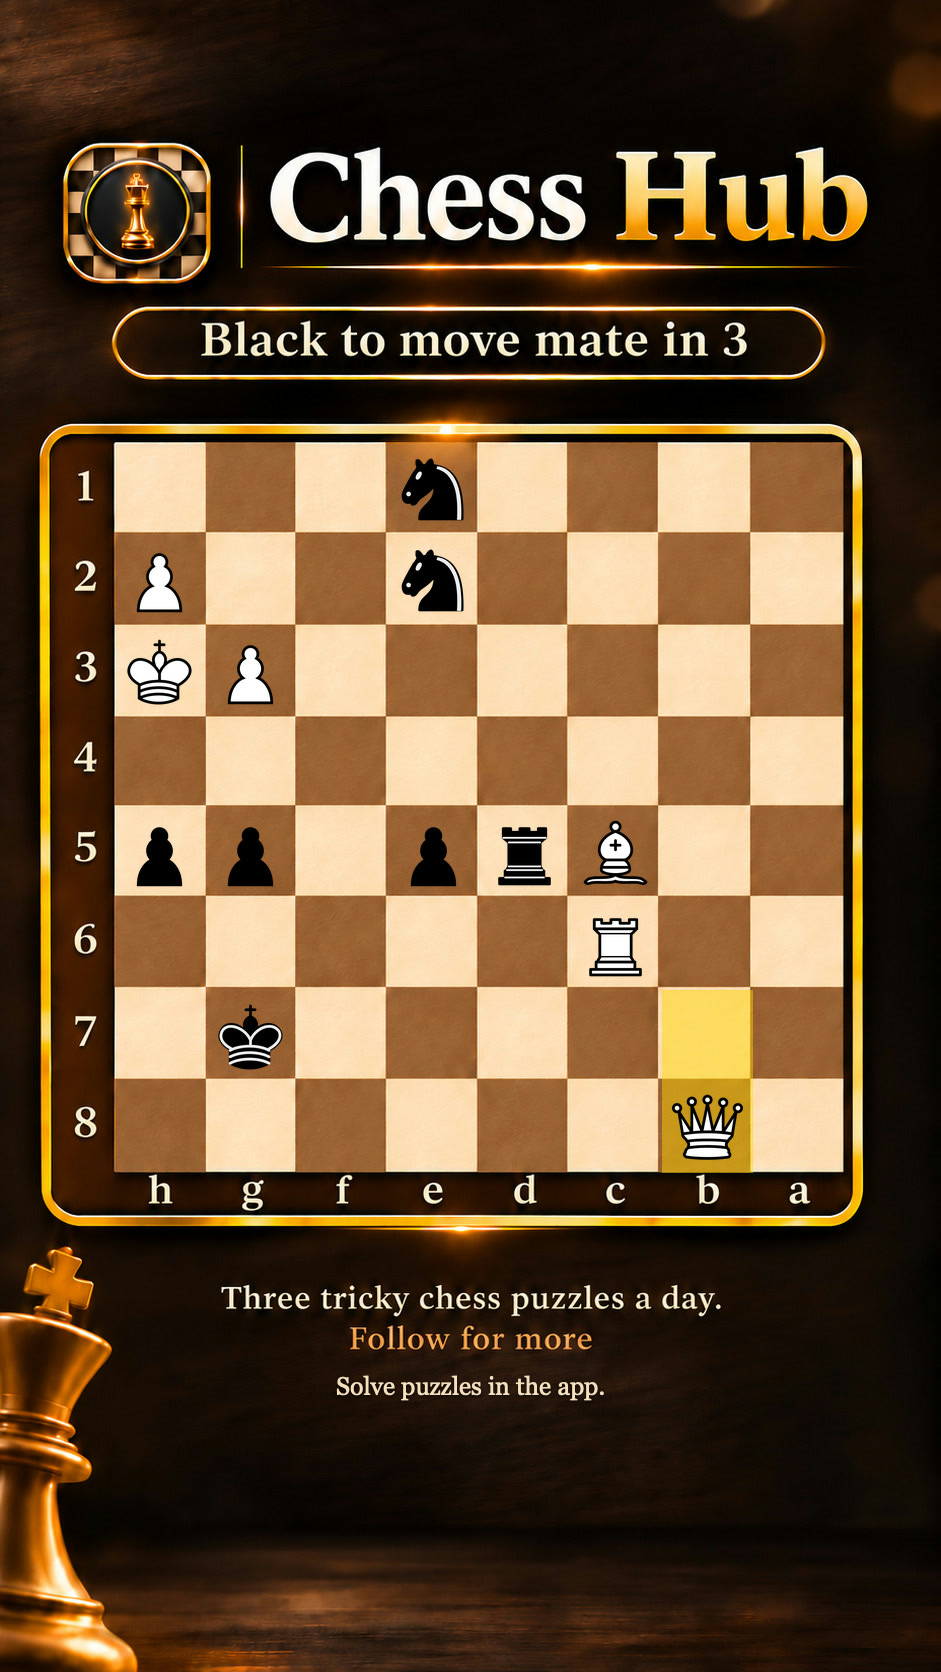 Chess Hub
Black to move mate in 3
1
2
3
4
5
6
7
8
h g f e d c b a
Three tricky chess puzzles a day.
Follow for more
Solve puzzles in the app.